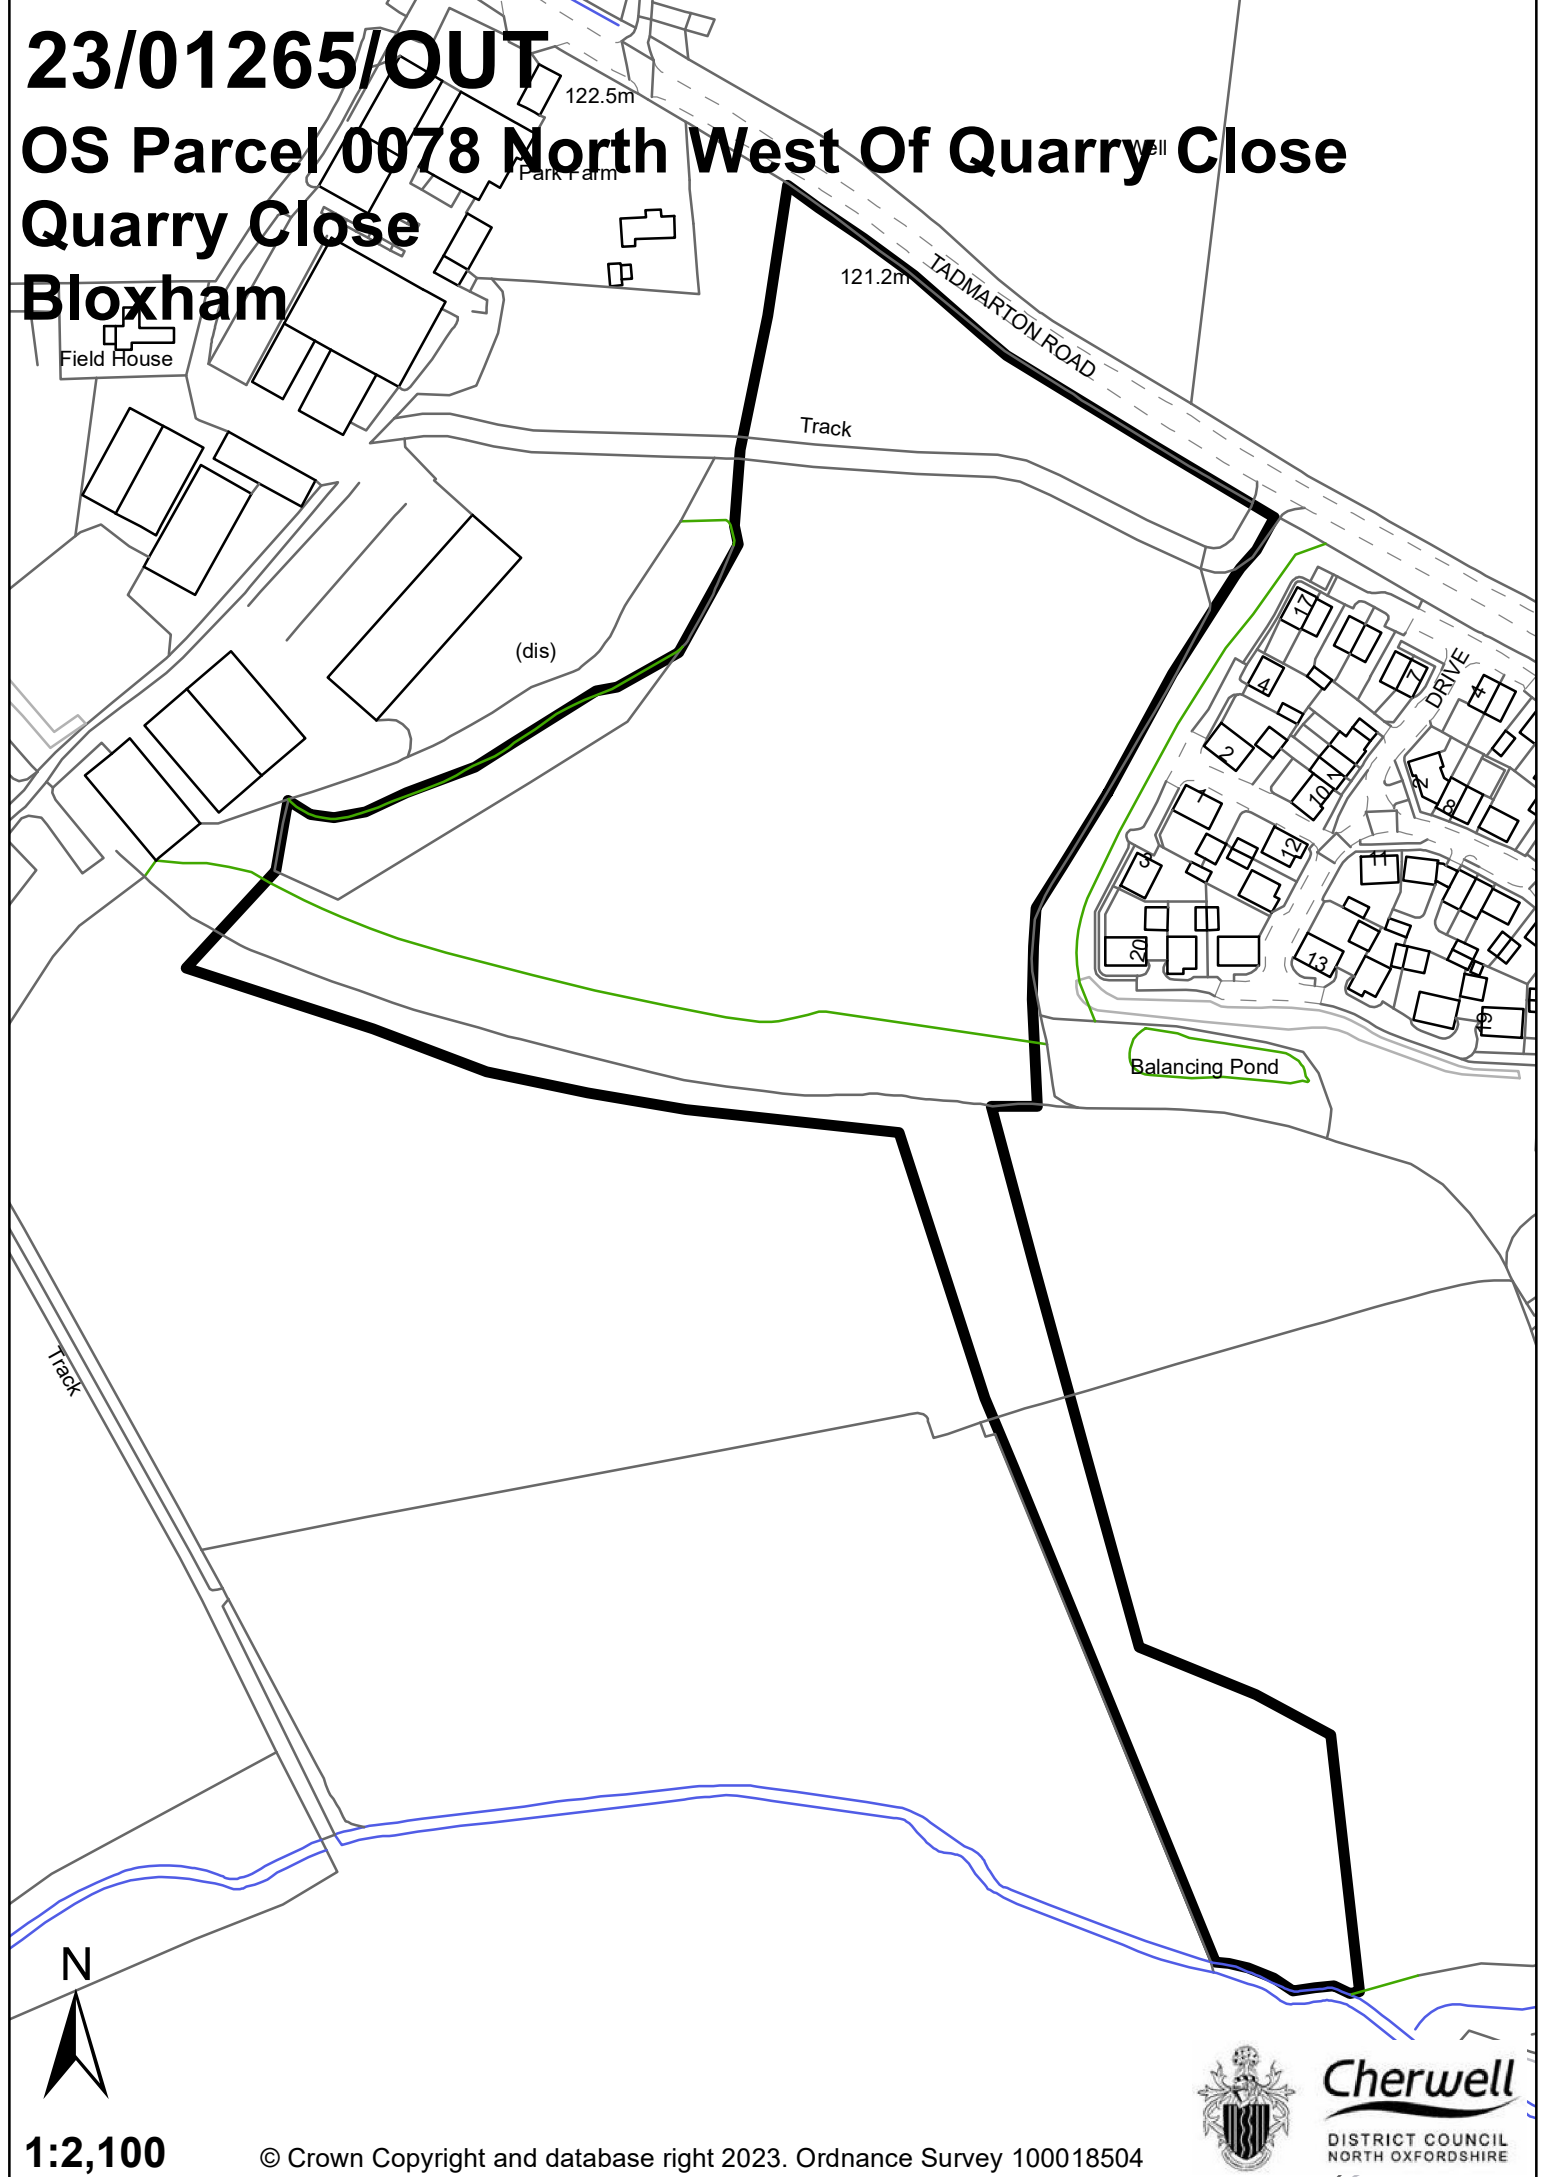 23/01265/OUT
OS Parcel 0078 North West Of Quarry Close
Quarry Close
Bloxham
122.5m
Well
Park Farm
121.2m
TADMARTON ROAD
Field House
Track
(dis)
17
4
7
DRIVE
4
2
10
2
8
1
12
3
11
20
13
19
Balancing Pond
Track
N
1:2,100
© Crown Copyright and database right 2023. Ordnance Survey 100018504
Cherwell
DISTRICT COUNCIL
NORTH OXFORDSHIRE